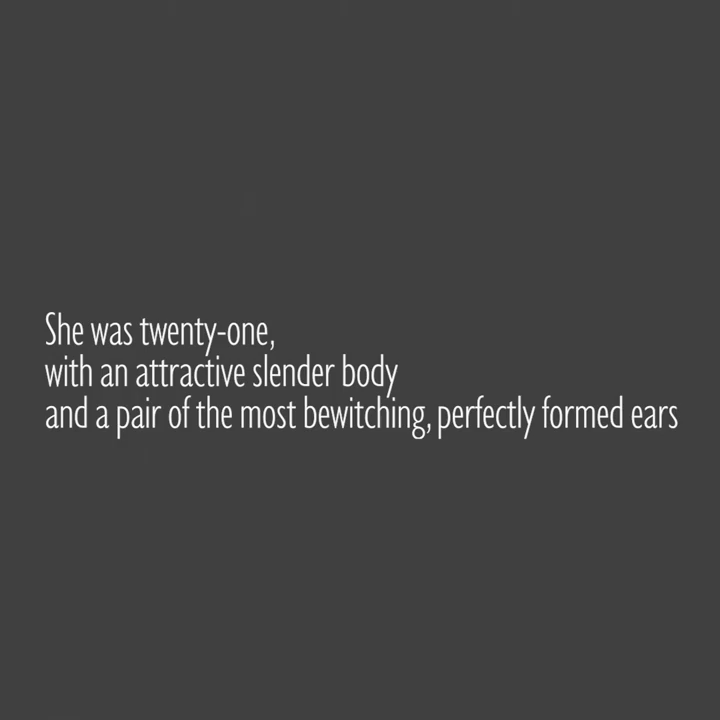 She was twenty-one,
with an attractive slender body
and a pair of the most bewitching, perfectly formed ears